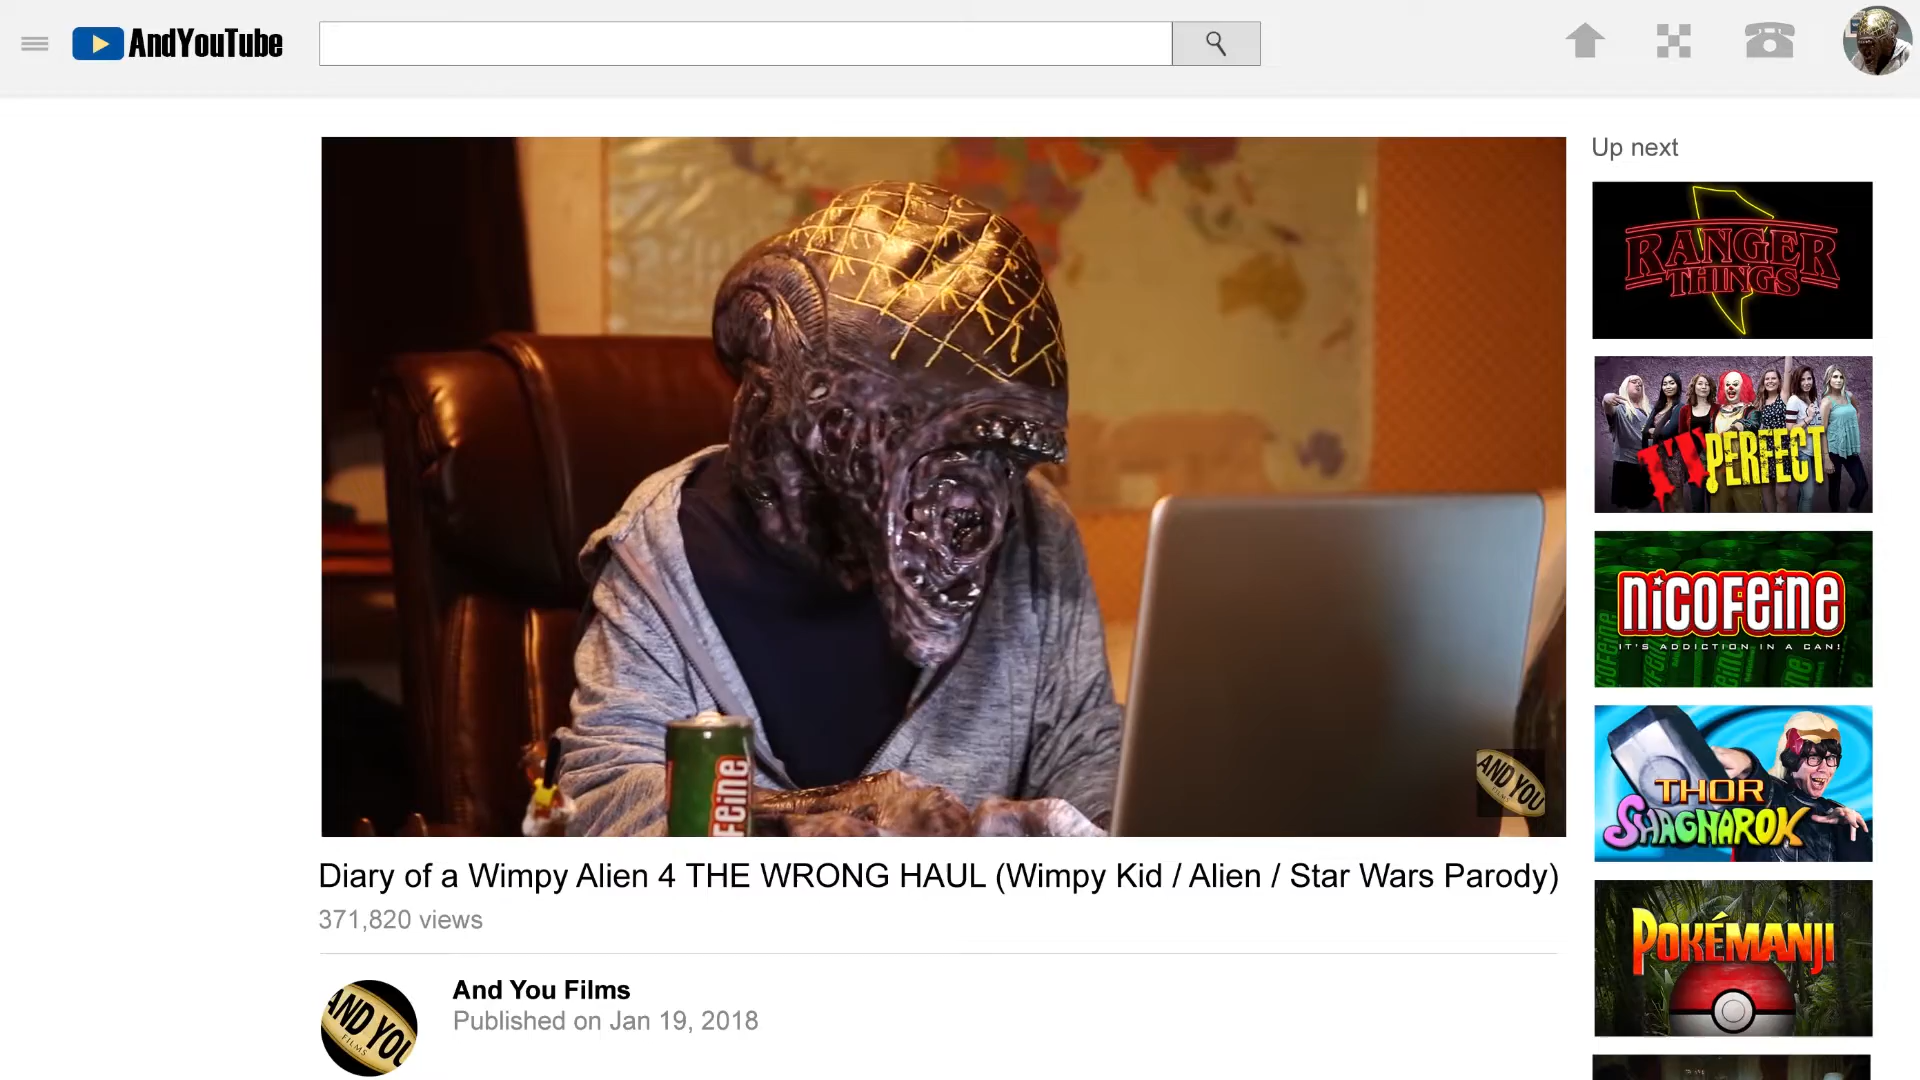 AndYouTube
Up next
RANGER
THINGS
IT PERFECT
NICOFEINE
IT'S ADDICTION IN A CAN!
THOR
SHAGNAROK
POKÉMANJI
FEINE
AND YOU
FILMS
Diary of a Wimpy Alien 4 THE WRONG HAUL (Wimpy Kid / Alien / Star Wars Parody)
371,820 views
And You Films
Published on Jan 19, 2018
AND YOU
FILMS